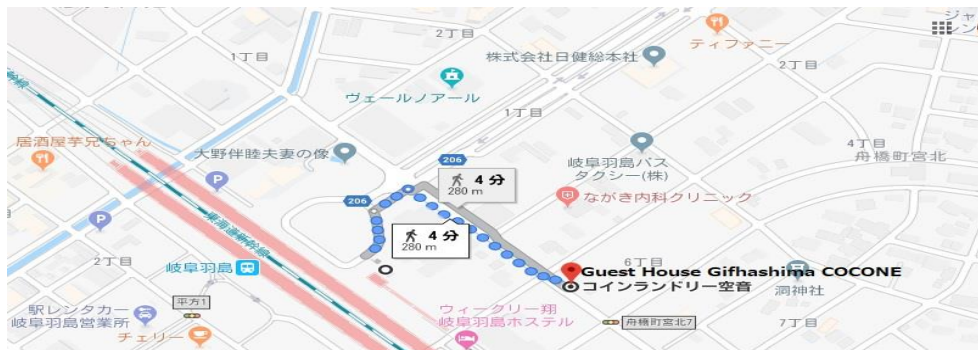 2丁目
1丁目
ティファニー
株式会社日健総本社
2丁目
ヴェールノアール
1丁目
居酒屋芋兄ちゃん
大野伴睦夫妻の像
206
4丁目
舟橋町宮北
岐阜羽島バス
タクシー(株)
4 分
280 m
206
ながき内科クリニック
P
P
東海道新幹線
4 分
280 m
2丁目
岐阜羽島
6丁目
Guest House Gifhashima COCONE
コインランドリー空音
洞神社
平方1
駅レンタカー
岐阜羽島営業所
ウィークリー翔
岐阜羽島ホステル
舟橋町宮北7
7丁目
チェリー